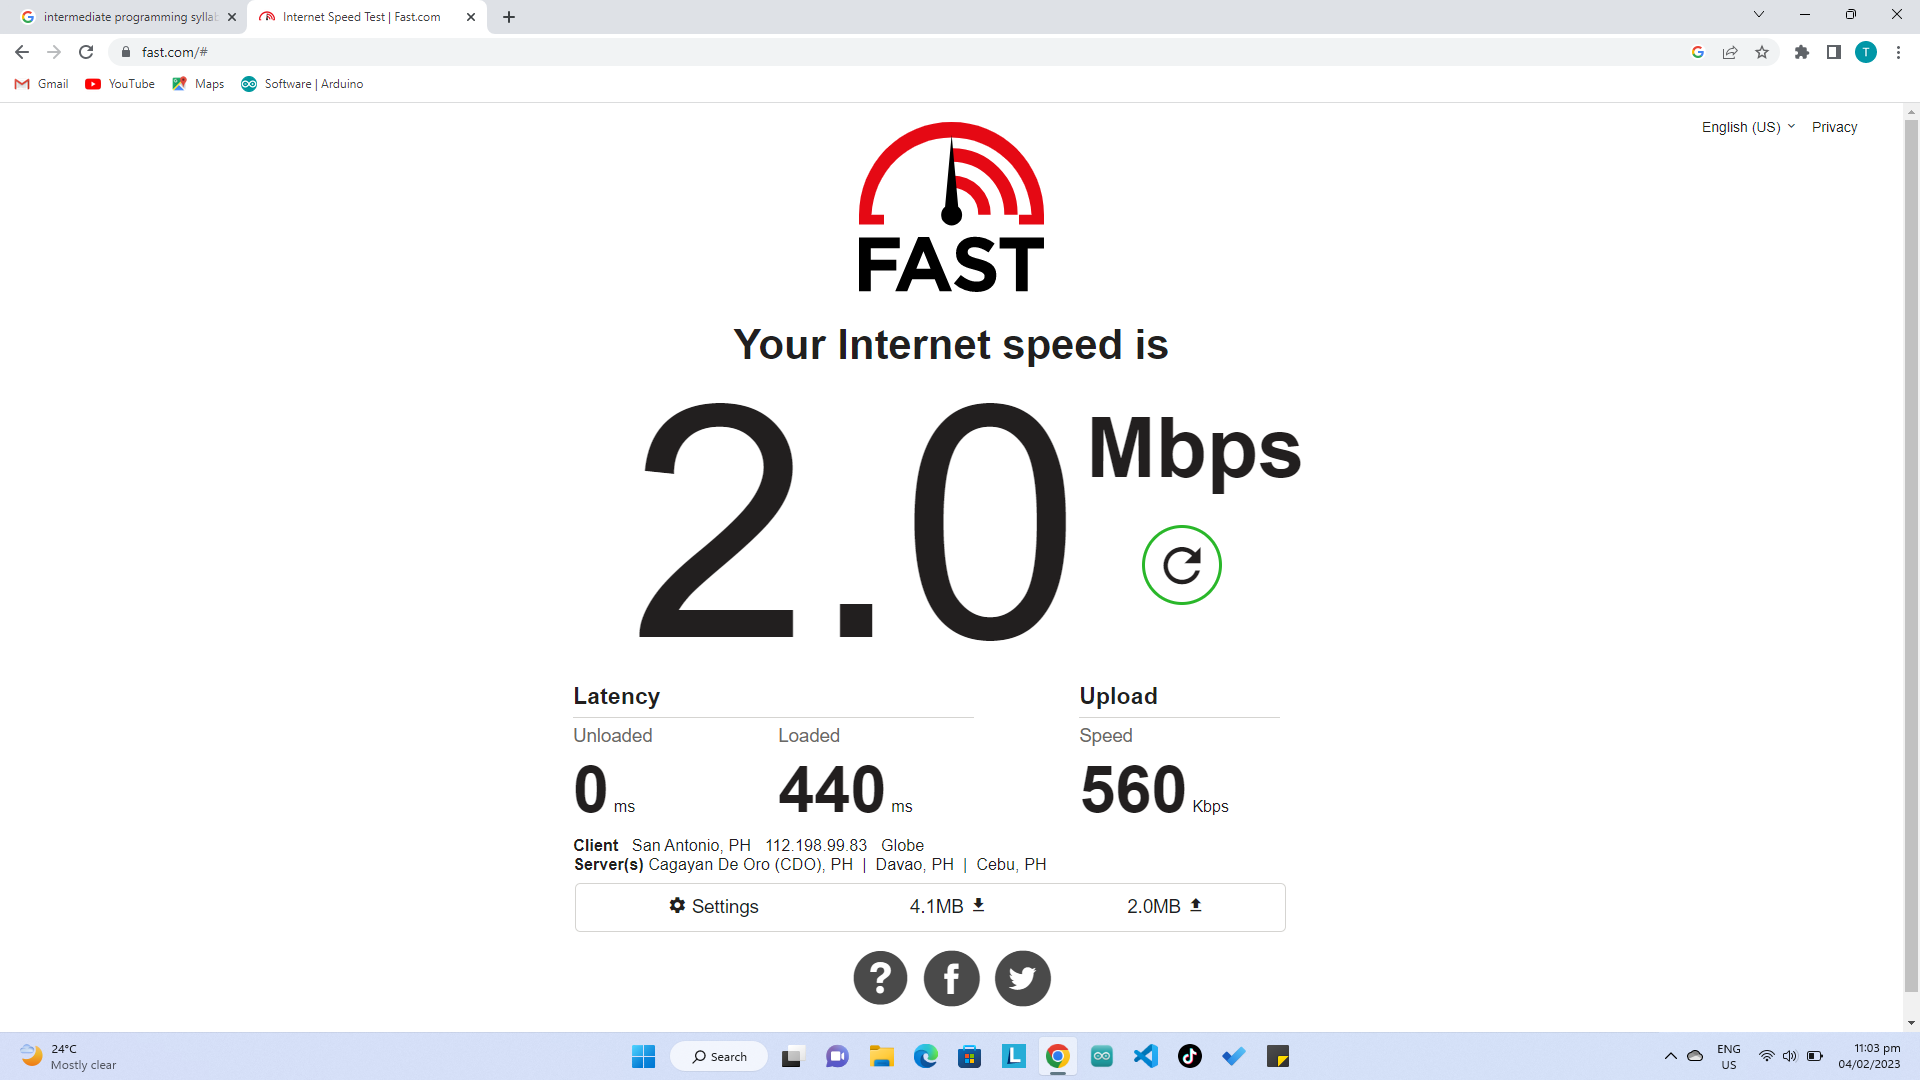 intermediate programming syllab
Internet Speed Test | Fast.com
fast.com/#
T
Gmail
YouTube
Maps
Software | Arduino
English (US)
Privacy
FAST
Your Internet speed is
2.0 Mbps
Latency
Upload
Unloaded
Loaded
Speed
0 ms
440 ms
560 Kbps
Client San Antonio, PH 112.198.99.83 Globe
Server(s) Cagayan De Oro (CDO), PH | Davao, PH | Cebu, PH
Settings
4.1MB
2.0MB
24°C
Mostly clear
Search
L
ENG
US
11:03 pm
04/02/2023